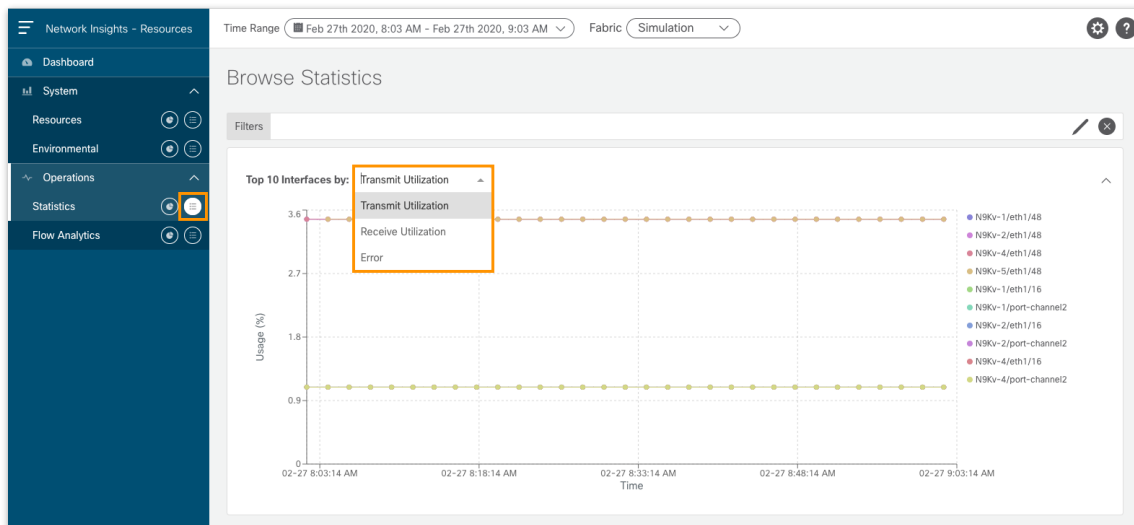 Network Insights - Resources
Time Range
Feb 27th 2020, 8:03 AM - Feb 27th 2020, 9:03 AM
Fabric
Simulation
?
Dashboard
System
Resources
Environmental
Operations
Statistics
Flow Analytics
Browse Statistics
Filters
Top 10 Interfaces by:
Transmit Utilization
Transmit Utilization
Receive Utilization
Error
3.6
2.7
1.8
0.9
0
Usage (%)
02-27 8:03:14 AM
02-27 8:18:14 AM
02-27 8:33:14 AM
02-27 8:48:14 AM
02-27 9:03:14 AM
Time
N9Kv-1/eth1/48
N9Kv-2/eth1/48
N9Kv-4/eth1/48
N9Kv-5/eth1/48
N9Kv-1/eth1/16
N9Kv-1/port-channel2
N9Kv-2/eth1/16
N9Kv-2/port-channel2
N9Kv-4/eth1/16
N9Kv-4/port-channel2